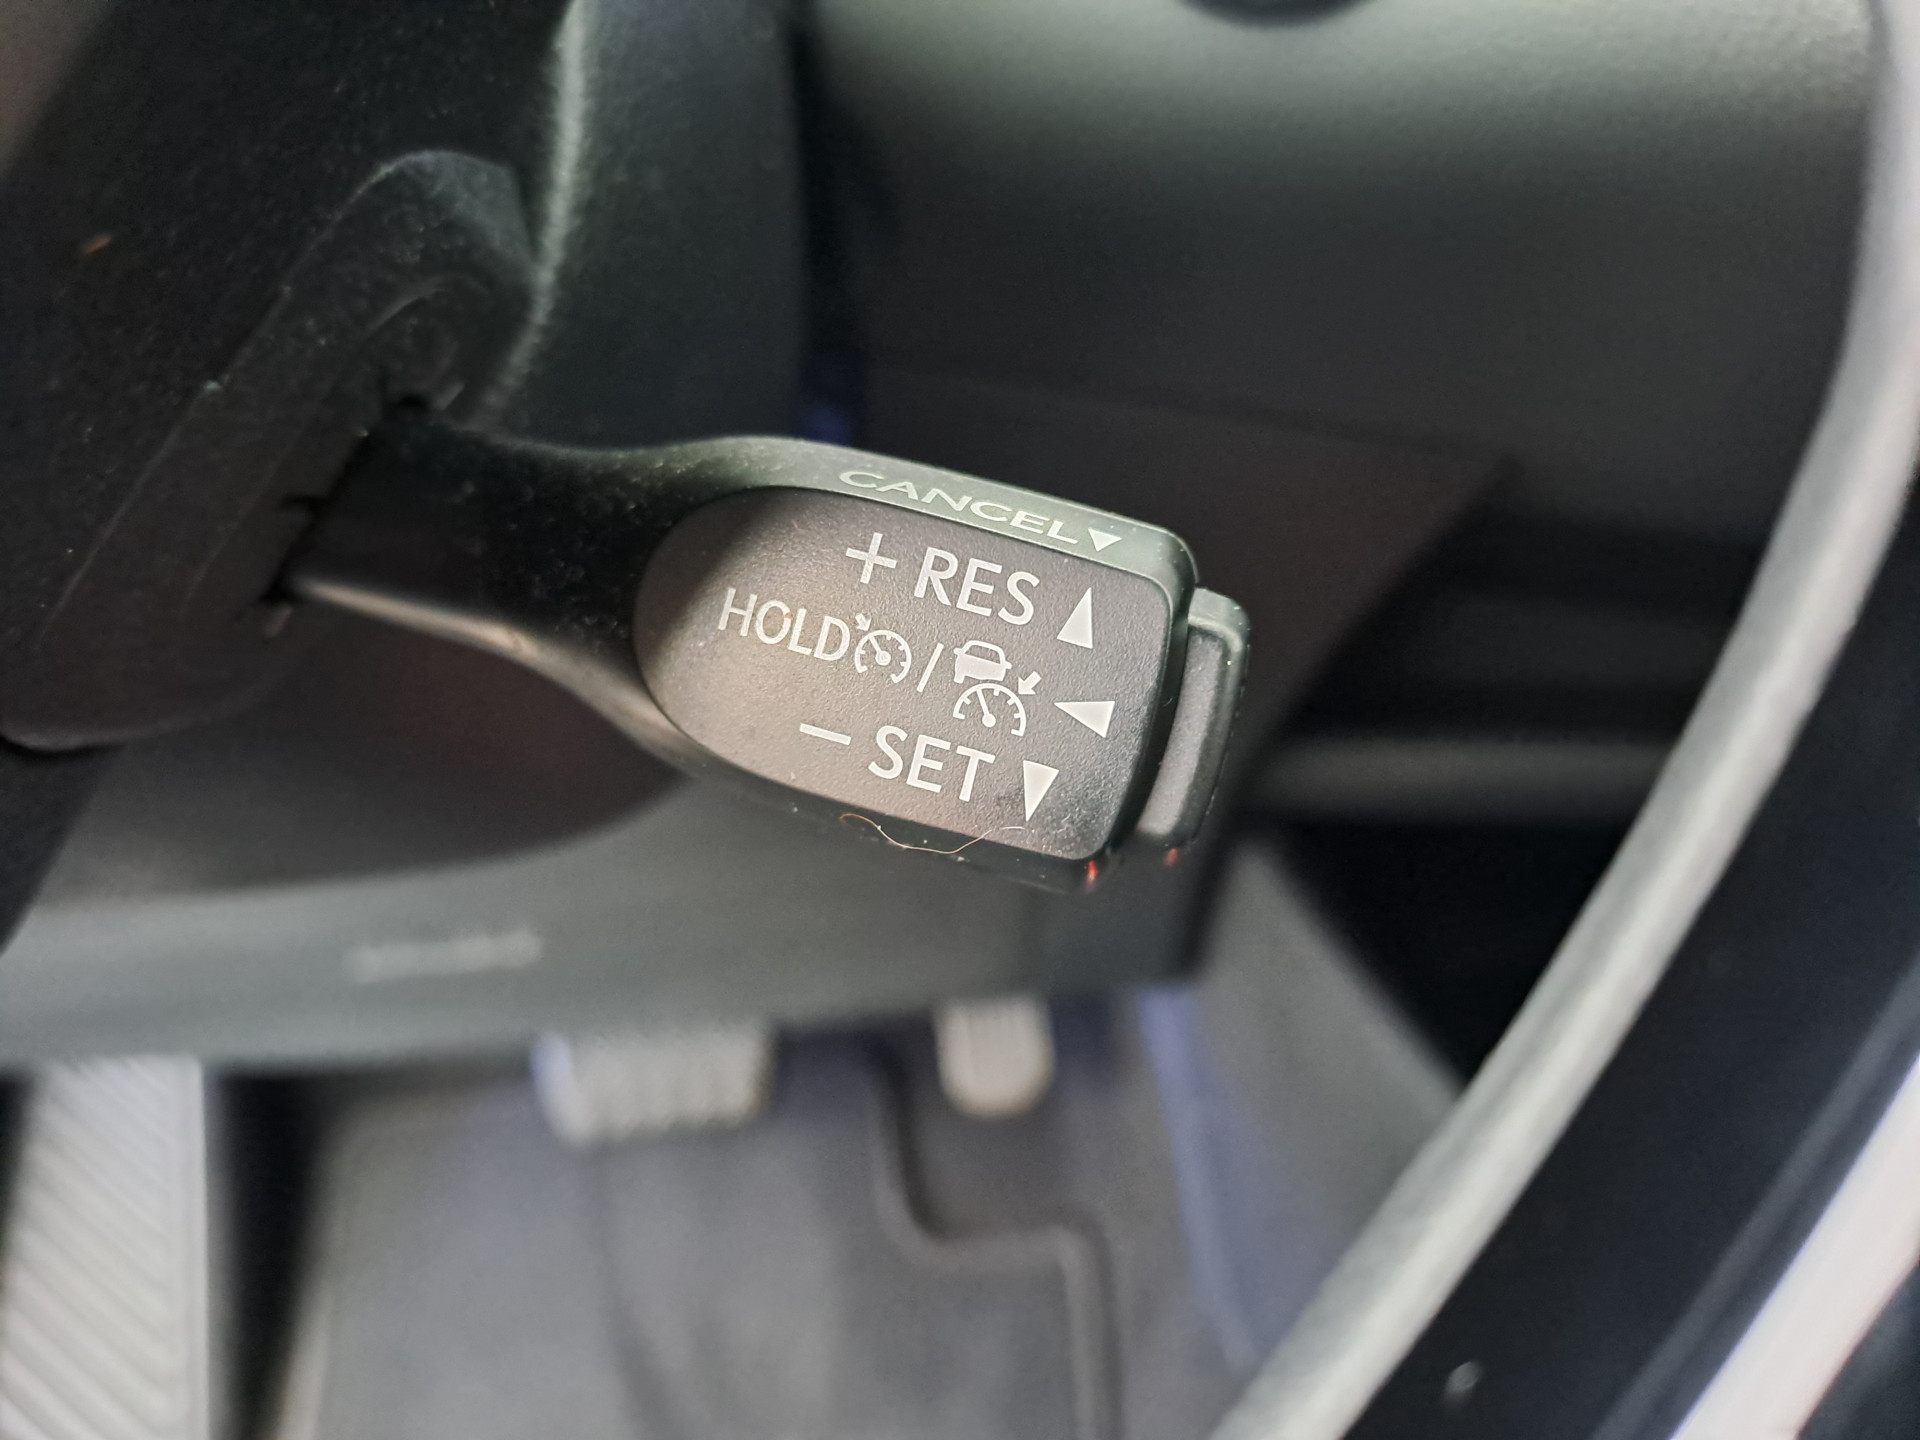 CANCEL▼
+ RES ▲
HOLD / ◀
− SET ▼